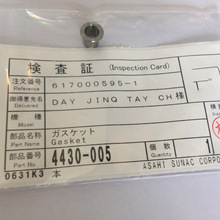 検査証 (Inspection Card)
注文番号 Reference 617000595-1
御得意先名 Delivered DAY JINQ TAY CH様
機種 Model
部品名称 Part Name ガスケット Gasket
部品番号 Part No. 4430-005 個数 Quantity 1
0631K3 本 ASAHI SUNAC CORPO